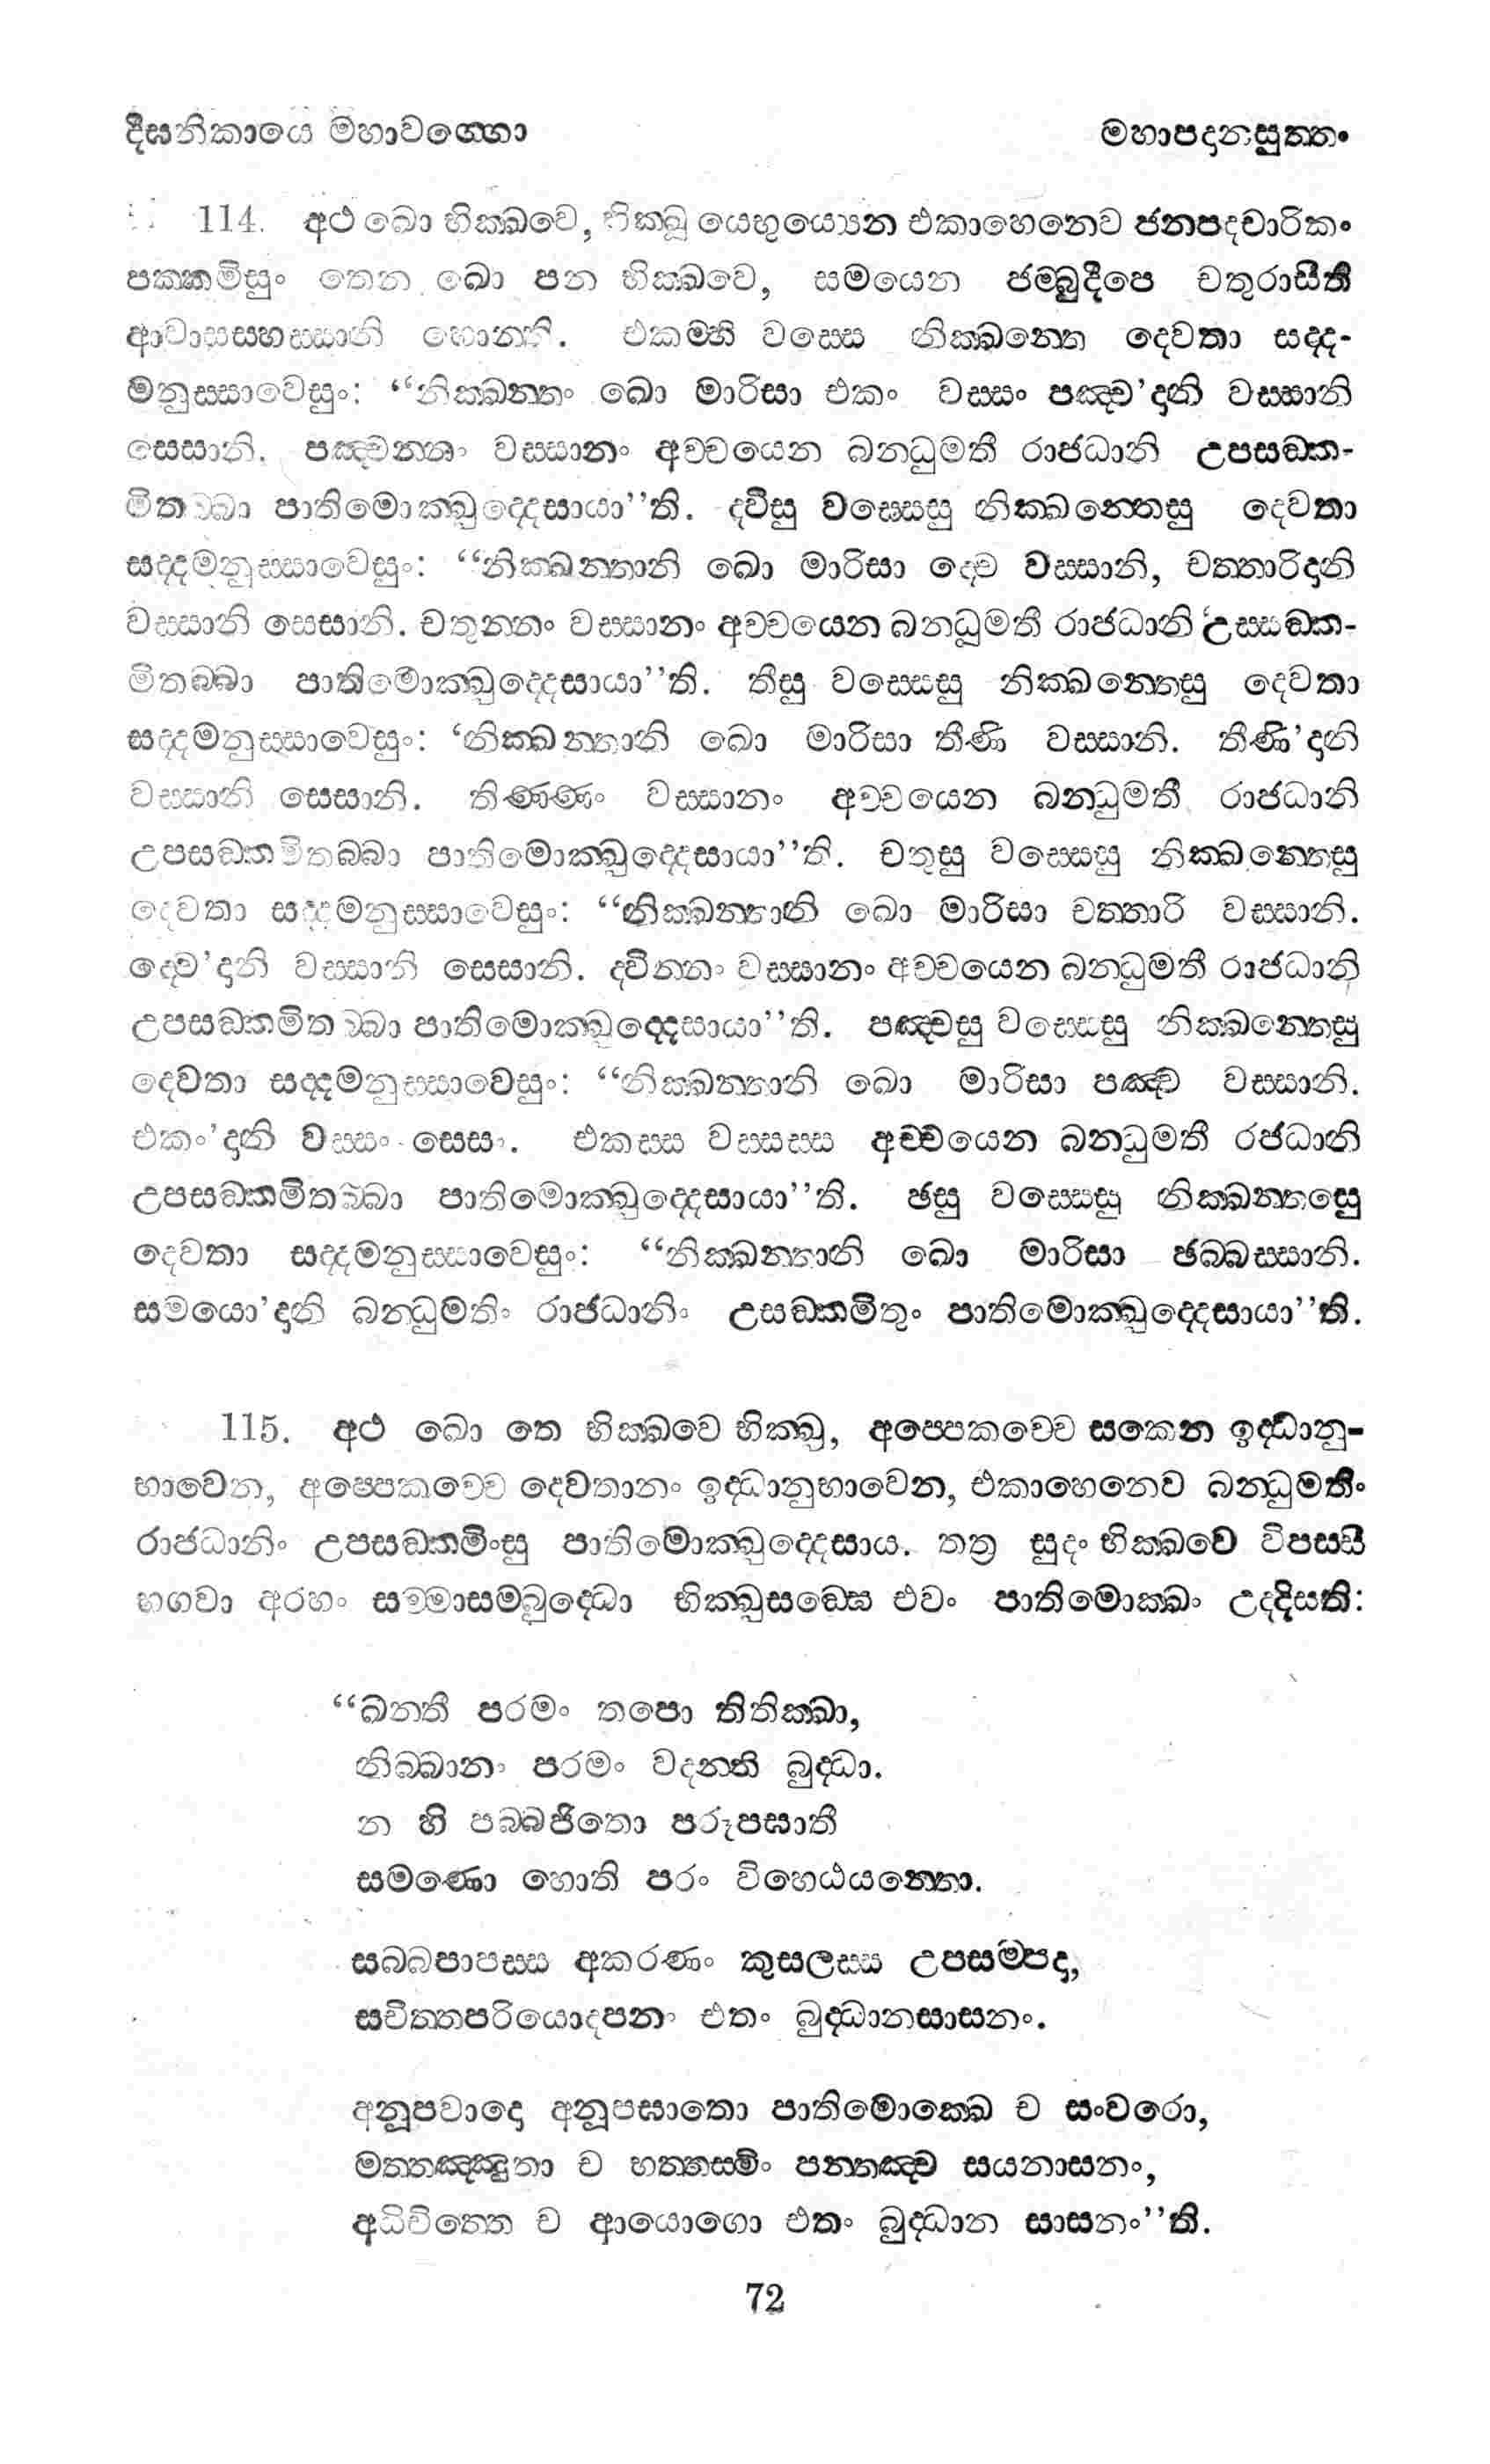 දීඝනිකායෙ මහාවග්ගො මහාපදානසුත්තං
114. අථ ඛො භික්ඛවෙ, භික්ඛූ යෙභුය්‍යෙන එකාහෙනෙව ජනපදචාරිකං
පක්කමිසුං තෙන ඛො පන භික්ඛවෙ, සමයෙන ජම්බුදීපෙ චතුරාසීති
ආවාසසහස්සානි හොන්ති. එකම්හි වස්සෙ නික්ඛන්තෙ දෙවතා සද්ද-
මනුස්සාවෙසුං: “නික්ඛන්තං ඛො මාරිසා එකං වස්සං පඤ්ච’දානි වස්සානි
සෙසානි. පඤ්චන්නං වස්සානං අච්චයෙන බන්ධුමතී රාජධානි උපසඞ්ක-
මිතබ්බා පාතිමොක්ඛුද්දෙසායා”ති. ද්වීසු වස්සෙසු නික්ඛන්තෙසු දෙවතා
සද්දමනුස්සාවෙසුං: “නික්ඛන්තානි ඛො මාරිසා ද්වෙ වස්සානි, චත්තාරිදානි
වස්සානි සෙසානි. චතුන්නං වස්සානං අච්චයෙන බන්ධුමතී රාජධානි උස්සඞ්ක-
මිතබ්බා පාතිමොක්ඛුද්දෙසායා”ති. තීසු වස්සෙසු නික්ඛන්තෙසු දෙවතා
සද්දමනුස්සාවෙසුං: ‘නික්ඛන්තානි ඛො මාරිසා තීණි වස්සානි. තීණි’දානි
වස්සානි සෙසානි. තිණ්ණං වස්සානං අච්චයෙන බන්ධුමතී රාජධානි
උපසඞ්කමිතබ්බා පාතිමොක්ඛුද්දෙසායා”ති. චතුසු වස්සෙසු නික්ඛන්තෙසු
දෙවතා සද්දමනුස්සාවෙසුං: “නික්ඛන්තානි ඛො මාරිසා චත්තාරි වස්සානි.
ද්වෙ’දානි වස්සානි සෙසානි. ද්වින්නං වස්සානං අච්චයෙන බන්ධුමතී රාජධානි
උපසඞ්කමිතබ්බා පාතිමොක්ඛුද්දෙසායා”ති. පඤ්චසු වස්සෙසු නික්ඛන්තෙසු
දෙවතා සද්දමනුස්සාවෙසුං: “නික්ඛන්තානි ඛො මාරිසා පඤ්ච වස්සානි.
එකං’දානි වස්සං සෙසං. එකස්ස වස්සස්ස අච්චයෙන බන්ධුමතී රජධානි
උපසඞ්කමිතබ්බා පාතිමොක්ඛුද්දෙසායා”ති. ඡසු වස්සෙසු නික්ඛන්තසෙු
දෙවතා සද්දමනුස්සාවෙසුං: “නික්ඛන්තානි ඛො මාරිසා ඡබ්බස්සානි.
සමයො’දානි බන්ධුමතිං රාජධානිං උසඞ්කමිතුං පාතිමොක්ඛුද්දෙසායා”ති.
115. අථ ඛො තෙ භික්ඛවෙ භික්ඛු, අප්පෙකච්චෙ සකෙන ඉද්ධානු-
භාවෙන, අප්පෙකච්චෙ දෙවතානං ඉද්ධානුභාවෙන, එකාහෙනෙව බන්ධුමතිං
රාජධානිං උපසඞ්කමිංසු පාතිමොක්ඛුද්දෙසාය. තත්‍ර සුදං භික්ඛවෙ විපස්සී
භගවා අරහං සම්මාසම්බුද්ධො භික්ඛුසඞ්ඝෙ එවං පාතිමොක්ඛං උද්දිසති:
“ඛන්තී පරමං තපො තිතික්ඛා,
නිබ්බානං පරමං වදන්ති බුද්ධා.
න හි පබ්බජිතො පරූපඝාතී
සමණො හොති පරං විහෙඨයන්තො.
සබ්බපාපස්ස අකරණං කුසලස්ස උපසම්පදා,
සචිත්තපරියොදපනං එතං බුද්ධානසාසනං.
අනූපවාදො අනූපඝාතො පාතිමොක්ඛෙ ච සංවරො,
මත්තඤ්ඤුතා ච භත්තස්මිං පන්තඤ්ච සයනාසනං,
අධිචිත්තෙ ච ආයොගො එතං බුද්ධාන සාසනං”ති.
72